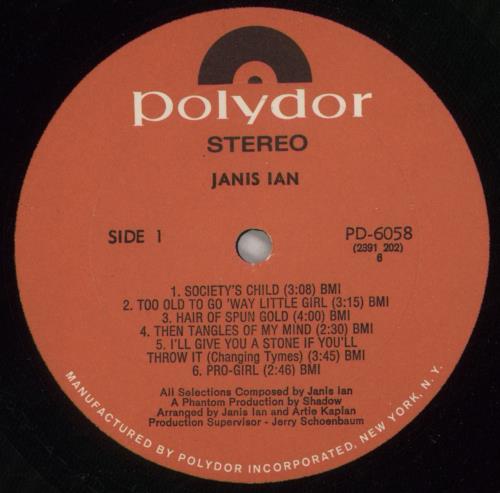 polydor
STEREO
JANIS IAN
SIDE 1
PD-6058
(2391 202)
6
1. SOCIETY'S CHILD (3:08) BMI
2. TOO OLD TO GO 'WAY LITTLE GIRL (3:15) BMI
3. HAIR OF SPUN GOLD (4:00) BMI
4. THEN TANGLES OF MY MIND (2:30) BMI
5. I'LL GIVE YOU A STONE IF YOU'LL
THROW IT (Changing Tymes) (3:45) BMI
6. PRO-GIRL (2:46) BMI
All Selections Composed by Janis Ian
A Phantom Production by Shadow
Arranged by Janis Ian and Artie Kaplan
Production Supervisor - Jerry Schoenbaum
MANUFACTURED BY POLYDOR INCORPORATED, NEW YORK, N.Y.